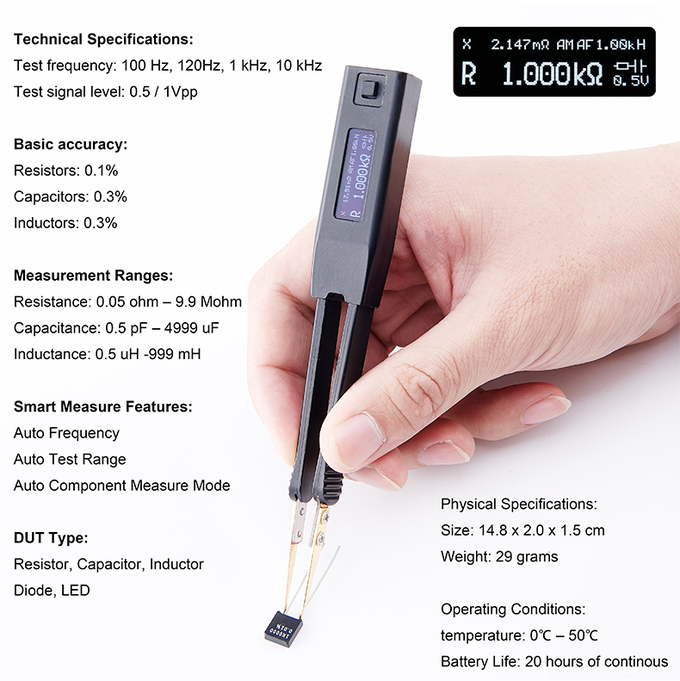 Technical Specifications:
Test frequency: 100 Hz, 120Hz, 1 kHz, 10 kHz
Test signal level: 0.5 / 1Vpp
Basic accuracy:
Resistors: 0.1%
Capacitors: 0.3%
Inductors: 0.3%
Measurement Ranges:
Resistance: 0.05 ohm – 9.9 Mohm
Capacitance: 0.5 pF – 4999 uF
Inductance: 0.5 uH -999 mH
Smart Measure Features:
Auto Frequency
Auto Test Range
Auto Component Measure Mode
DUT Type:
Resistor, Capacitor, Inductor
Diode, LED
X 2.147mΩ AM AF 1.00kH
R 1.000kΩ
0.5V
R 1.000kΩ
1K0000
0.01%
Physical Specifications:
Size: 14.8 x 2.0 x 1.5 cm
Weight: 29 grams
Operating Conditions:
temperature: 0℃ – 50℃
Battery Life: 20 hours of continous